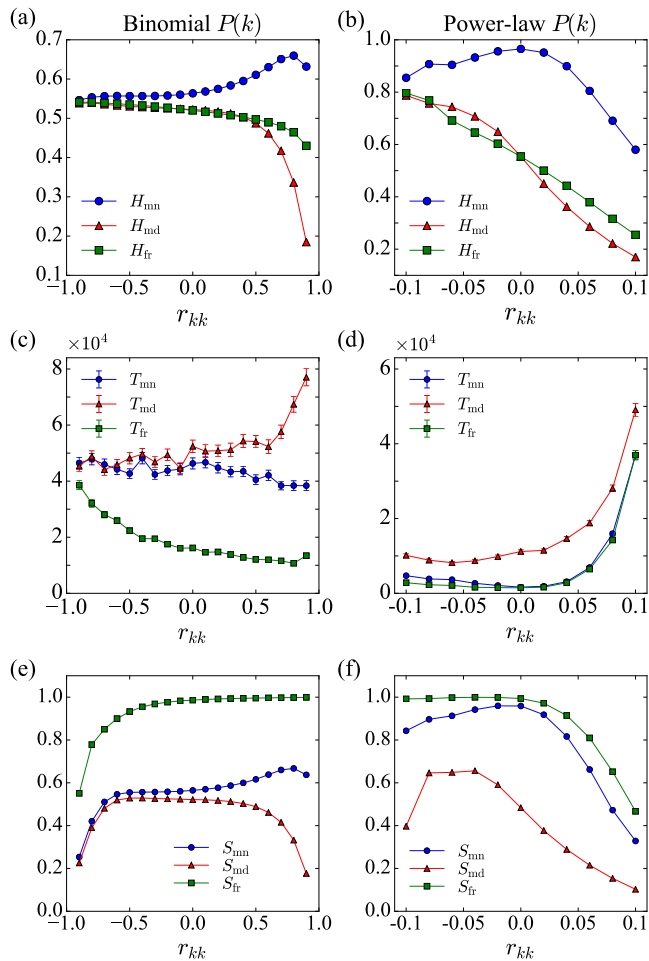 (a) Binomial P(k)
(b) Power-law P(k)
0.7
0.6
0.5
0.4
0.3
0.2
0.1
H_mn
H_md
H_fr
−1.0 −0.5 0.0 0.5 1.0
r_kk
1.0
0.8
0.6
0.4
0.2
H_mn
H_md
H_fr
-0.1 -0.05 0.0 0.05 0.1
r_kk
(c)
×10^4
8
6
4
2
0
T_mn
T_md
T_fr
−1.0 −0.5 0.0 0.5 1.0
r_kk
(d)
×10^4
6
4
2
0
T_mn
T_md
T_fr
-0.1 -0.05 0.0 0.05 0.1
r_kk
(e)
1.0
0.8
0.6
0.4
0.2
0.0
S_mn
S_md
S_fr
−1.0 −0.5 0.0 0.5 1.0
r_kk
(f)
1.0
0.8
0.6
0.4
0.2
0.0
S_mn
S_md
S_fr
-0.1 -0.05 0.0 0.05 0.1
r_kk